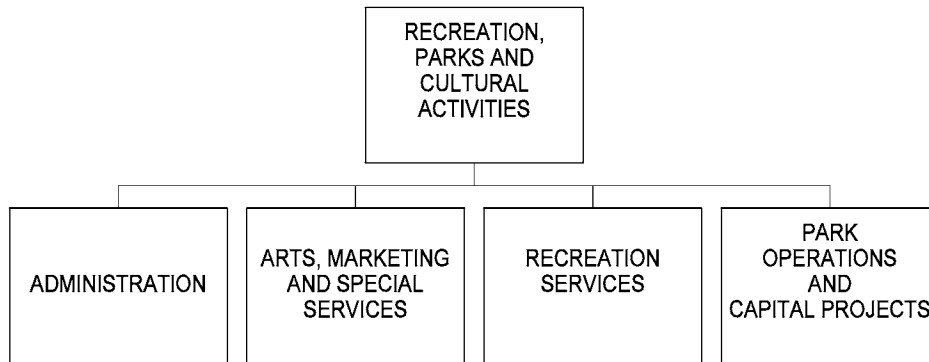 RECREATION,
PARKS AND
CULTURAL
ACTIVITIES
ADMINISTRATION
ARTS, MARKETING
AND SPECIAL
SERVICES
RECREATION
SERVICES
PARK
OPERATIONS
AND
CAPITAL PROJECTS